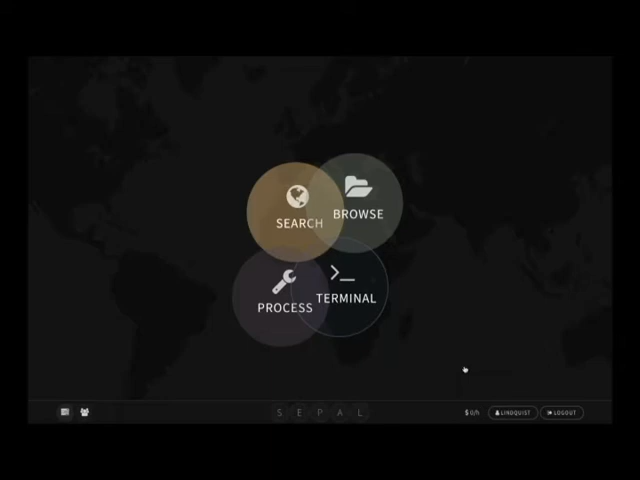 SEARCH
BROWSE
PROCESS
TERMINAL
S E P A L
$ 0/h
LINDQUIST
LOGOUT